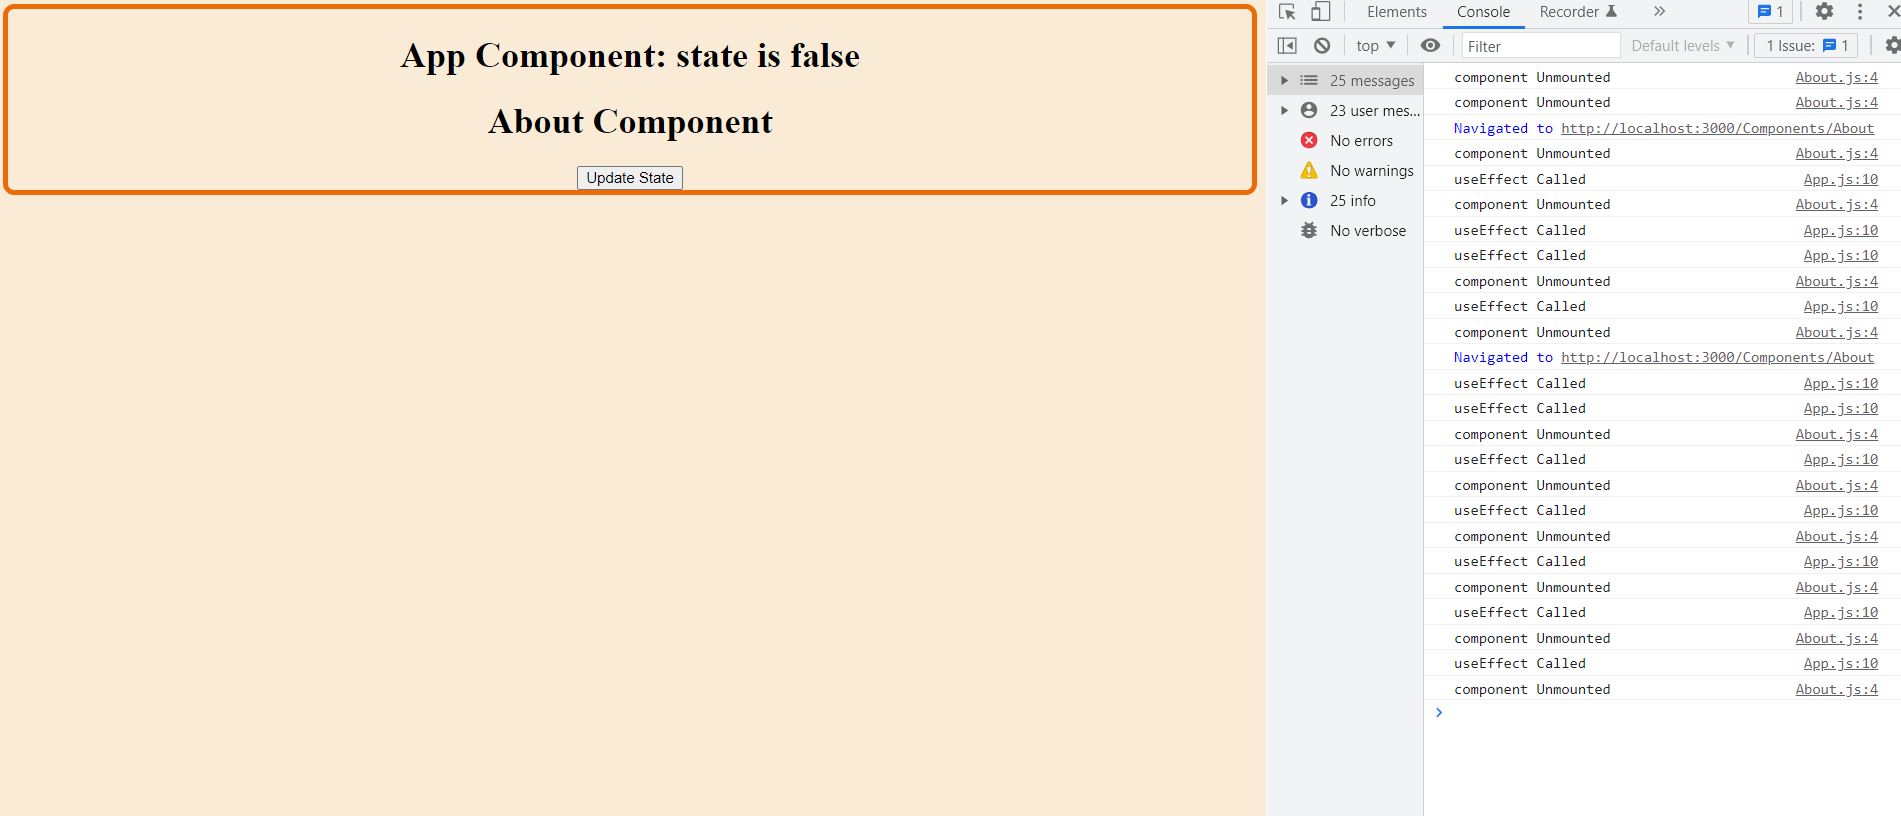 App Component: state is false
About Component
Update State
Elements Console Recorder 1
top Filter Default levels 1 Issue: 1
25 messages
23 user mes...
No errors
No warnings
25 info
No verbose
component Unmounted About.js:4
component Unmounted About.js:4
Navigated to http://localhost:3000/Components/About
component Unmounted About.js:4
useEffect Called App.js:10
component Unmounted About.js:4
useEffect Called App.js:10
useEffect Called App.js:10
component Unmounted About.js:4
useEffect Called App.js:10
component Unmounted About.js:4
Navigated to http://localhost:3000/Components/About
useEffect Called App.js:10
useEffect Called App.js:10
component Unmounted About.js:4
useEffect Called App.js:10
component Unmounted About.js:4
useEffect Called App.js:10
component Unmounted About.js:4
useEffect Called App.js:10
component Unmounted About.js:4
useEffect Called App.js:10
component Unmounted About.js:4
useEffect Called App.js:10
component Unmounted About.js:4